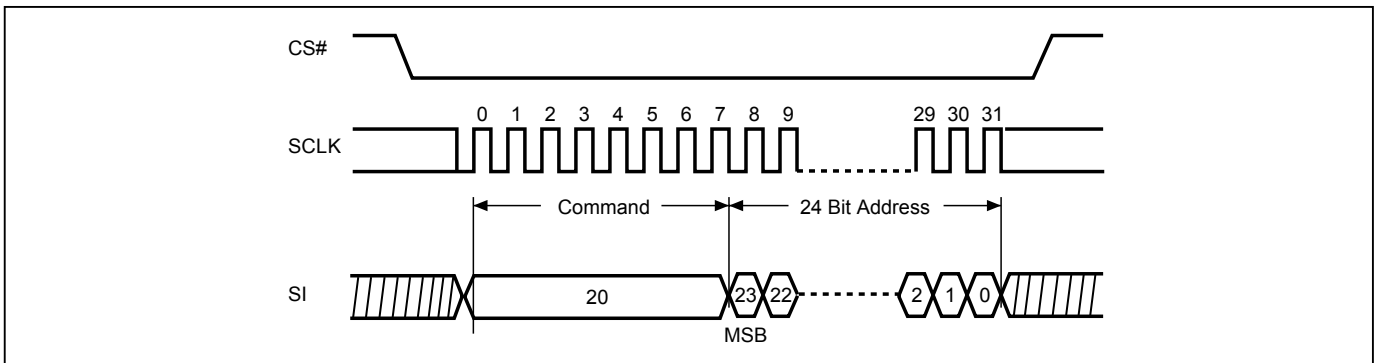 CS#
0 1 2 3 4 5 6 7 8 9 29 30 31
SCLK
Command 24 Bit Address
SI 20 23 22 2 1 0
MSB